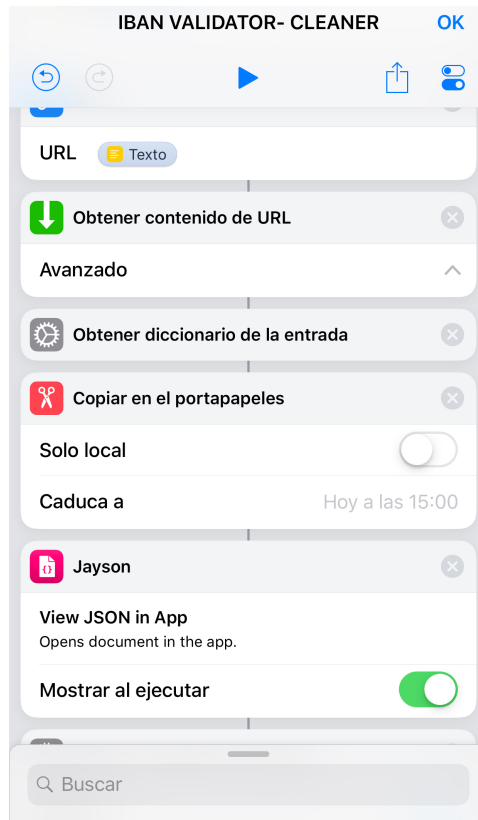 IBAN VALIDATOR- CLEANER OK
URL Texto
Obtener contenido de URL
Avanzado
Obtener diccionario de la entrada
Copiar en el portapapeles
Solo local
Caduca a Hoy a las 15:00
Jayson
View JSON in App
Opens document in the app.
Mostrar al ejecutar
Buscar